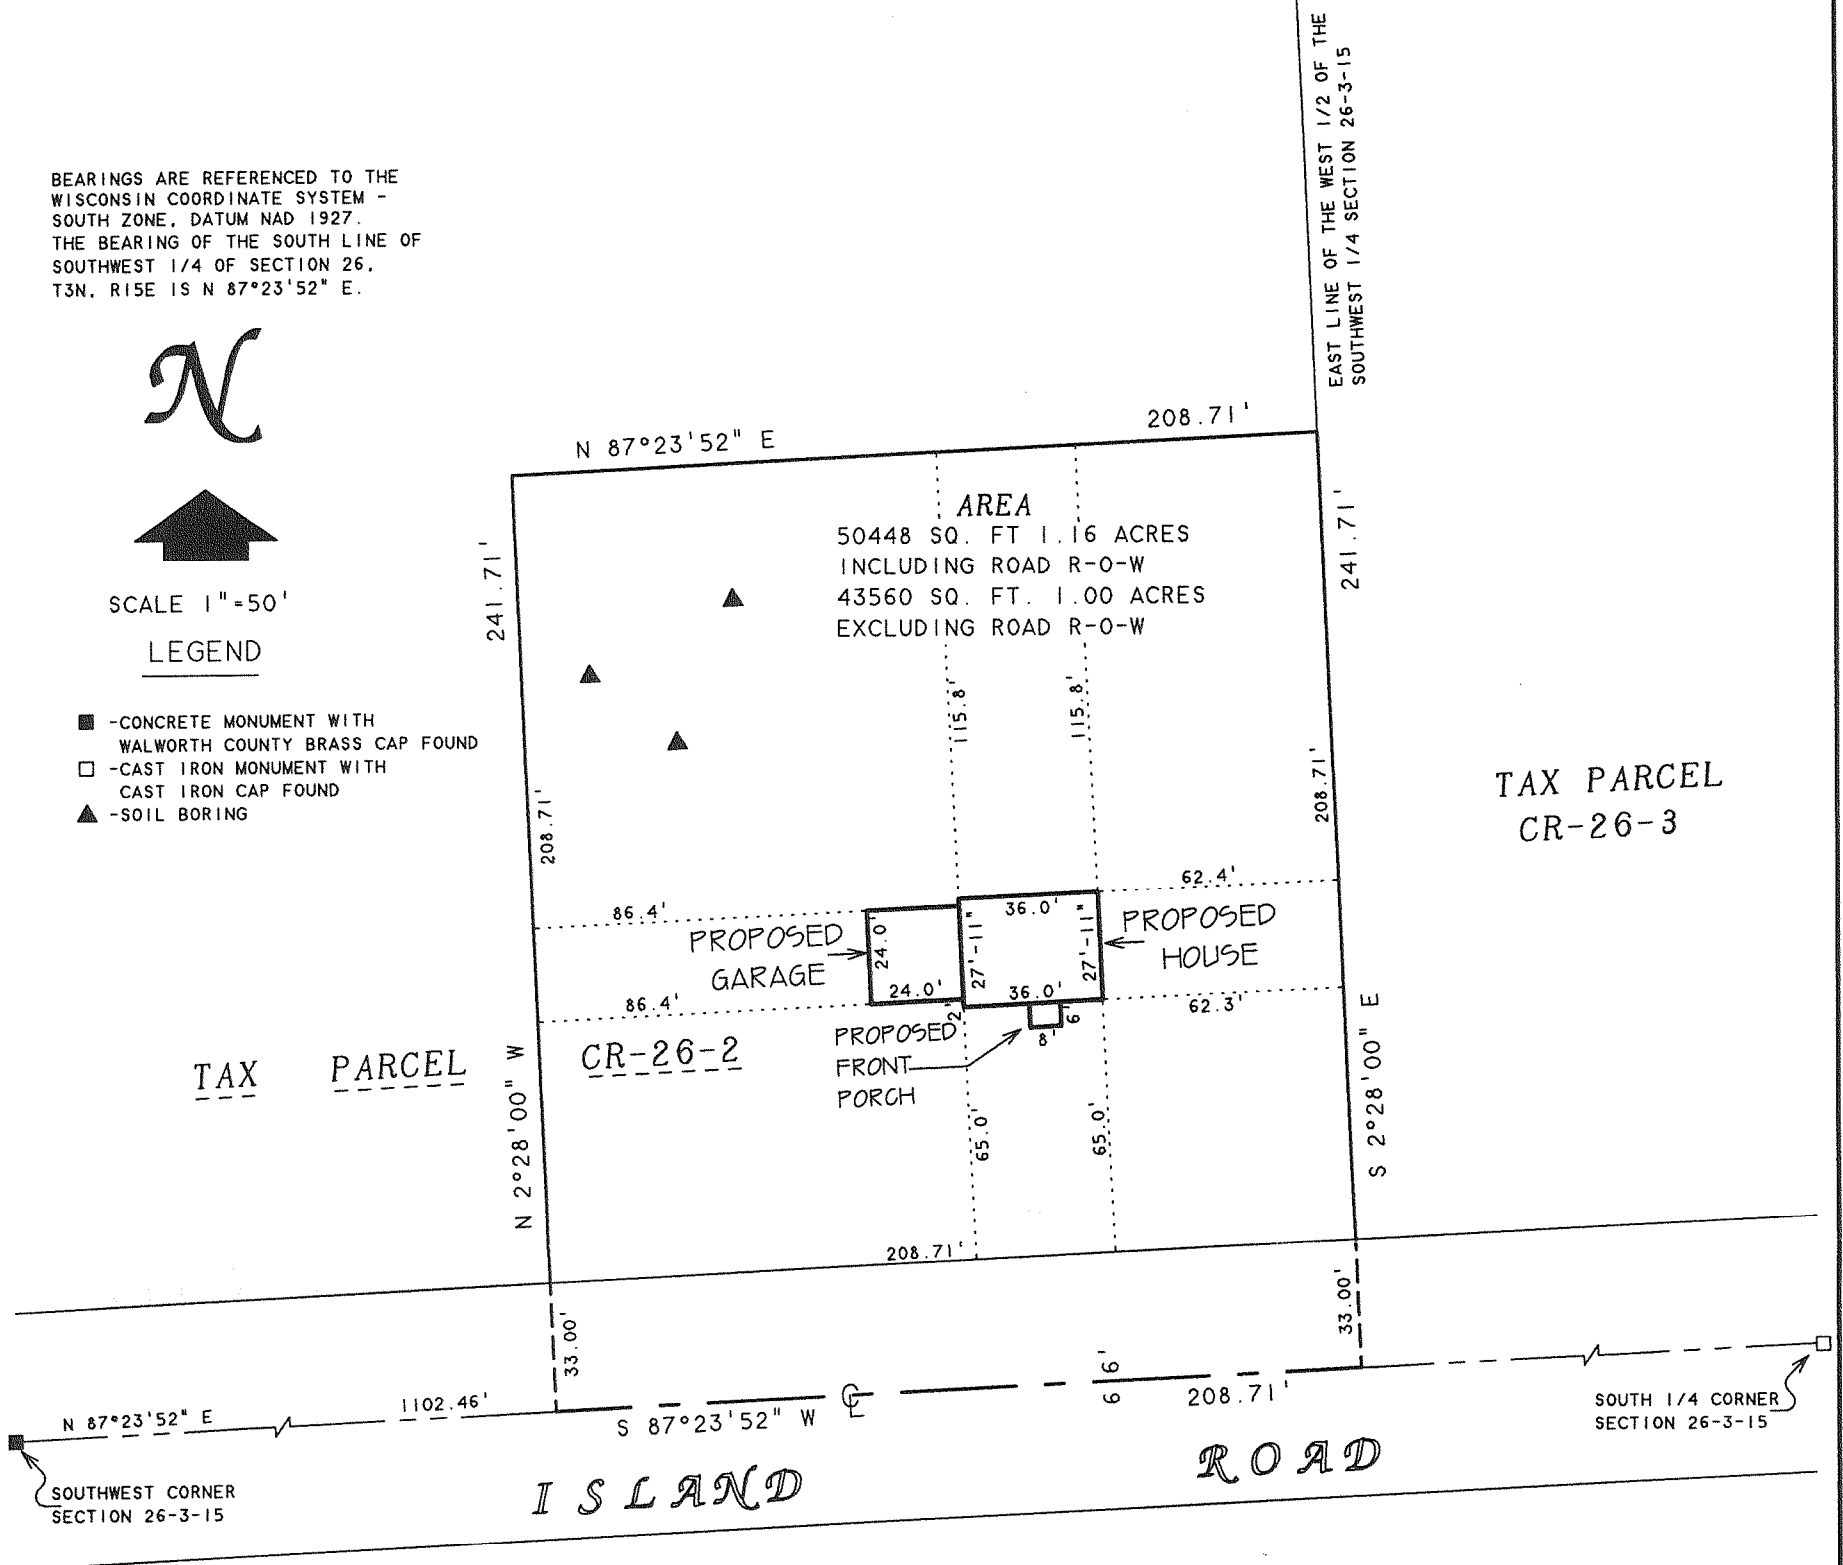 EAST LINE OF THE WEST 1/2 OF THE
SOUTHWEST 1/4 SECTION 26-3-15
BEARINGS ARE REFERENCED TO THE
WISCONSIN COORDINATE SYSTEM -
SOUTH ZONE, DATUM NAD 1927.
THE BEARING OF THE SOUTH LINE OF
SOUTHWEST 1/4 OF SECTION 26,
T3N, R15E IS N 87°23'52" E.
N
SCALE 1"=50'
LEGEND
-CONCRETE MONUMENT WITH
WALWORTH COUNTY BRASS CAP FOUND
-CAST IRON MONUMENT WITH
CAST IRON CAP FOUND
-SOIL BORING
N 87°23'52" E
208.71'
AREA
50448 SQ. FT 1.16 ACRES
INCLUDING ROAD R-O-W
43560 SQ. FT. 1.00 ACRES
EXCLUDING ROAD R-O-W
241.71'
241.71'
115.8'
115.8'
208.71'
208.71'
TAX PARCEL
CR-26-3
86.4'
62.4'
36.0'
24.0'
27'-11"
27'-11"
PROPOSED
GARAGE
PROPOSED
HOUSE
24.0'
36.0'
86.4'
62.3'
2'
6'
8'
PROPOSED
FRONT
PORCH
TAX PARCEL CR-26-2
N 2°28'00" W
S 2°28'00" E
65.0'
65.0'
208.71'
33.00'
33.00'
N 87°23'52" E
1102.46'
S 87°23'52" W
CL
66'
208.71'
SOUTH 1/4 CORNER
SECTION 26-3-15
SOUTHWEST CORNER
SECTION 26-3-15
ISLAND ROAD